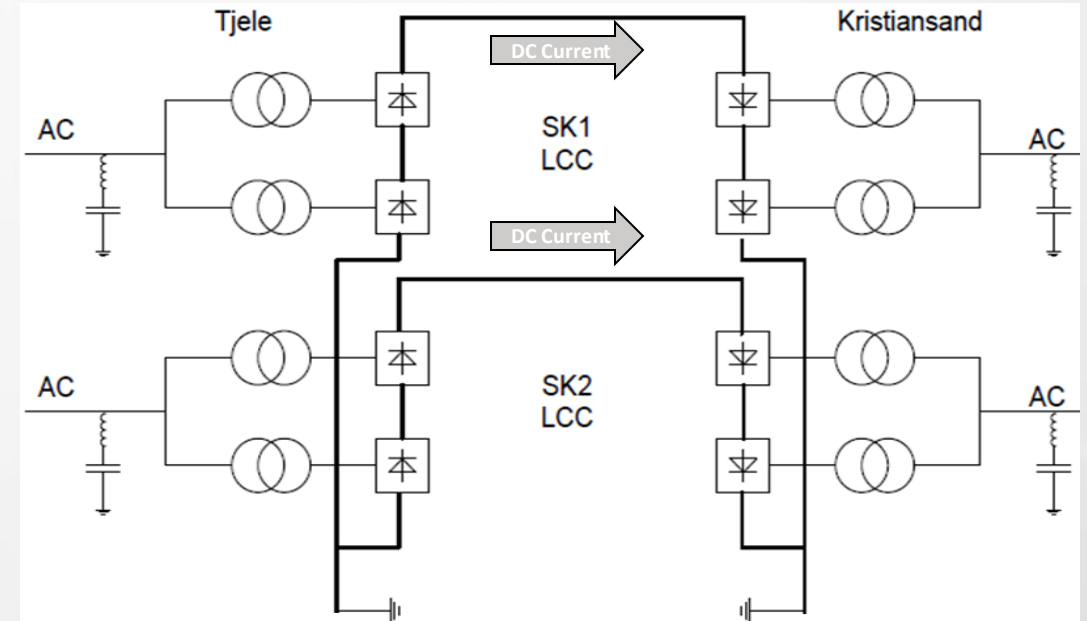 Tjele
Kristiansand
DC Current
AC
SK1
LCC
AC
DC Current
AC
SK2
LCC
AC